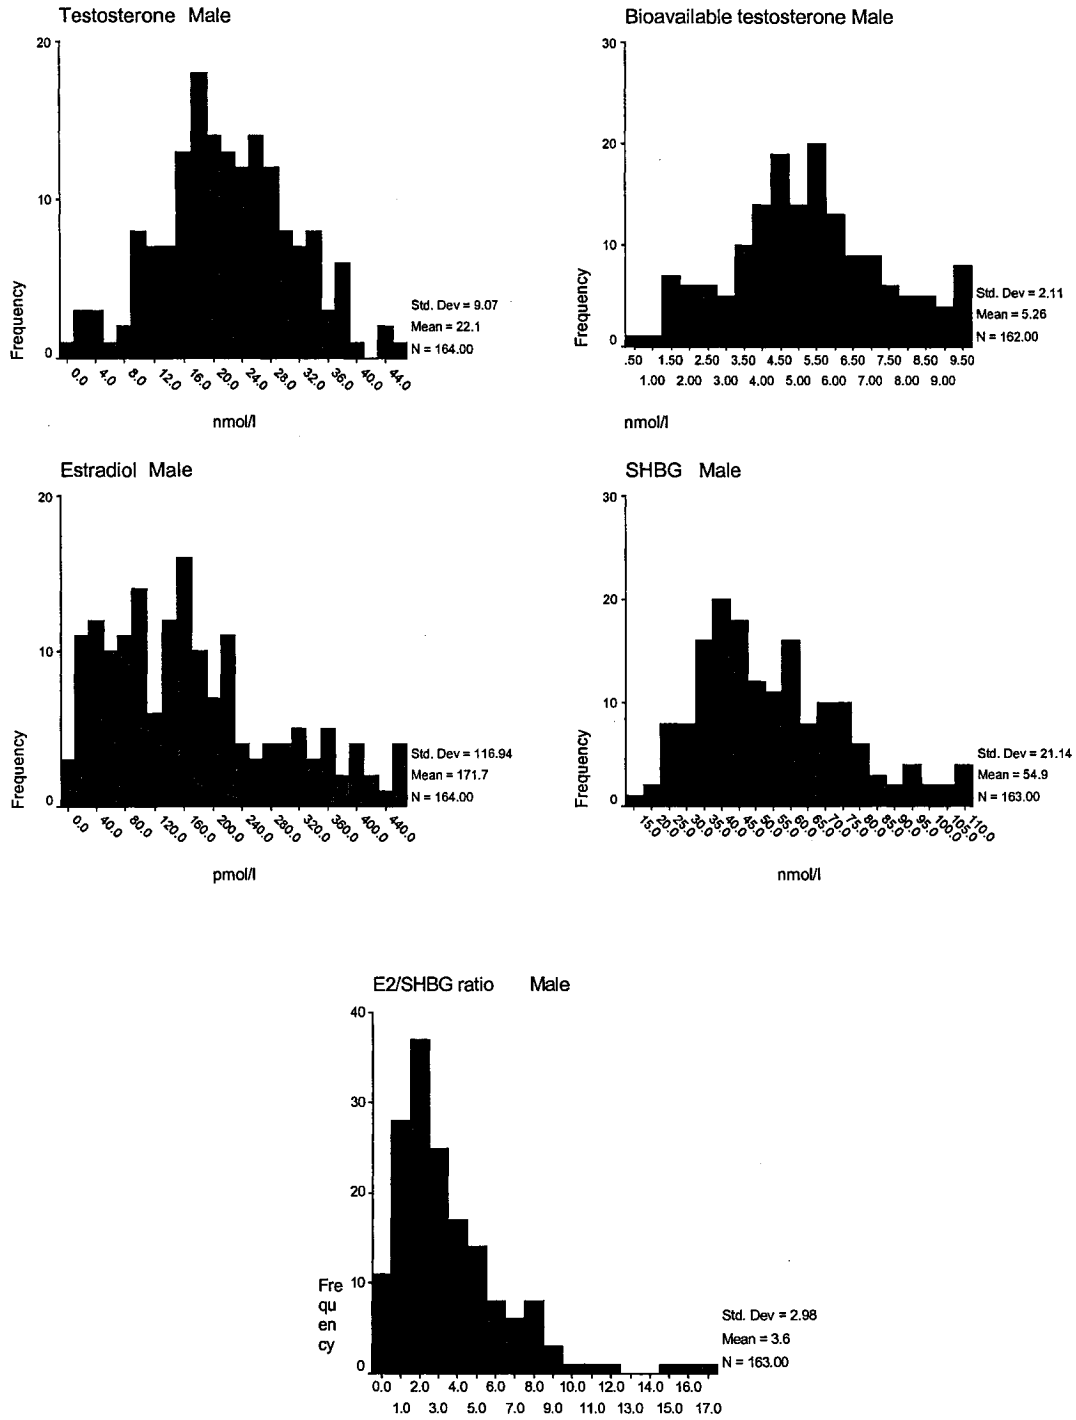 Testosterone Male
20
10
0
Frequency
0.0 4.0 8.0 12.0 16.0 20.0 24.0 28.0 32.0 36.0 40.0 44.0
nmol/l
Std. Dev = 9.07
Mean = 22.1
N = 164.00
Bioavailable testosterone Male
30
20
10
0
Frequency
.50 1.50 2.50 3.50 4.50 5.50 6.50 7.50 8.50 9.50
1.00 2.00 3.00 4.00 5.00 6.00 7.00 8.00 9.00
nmol/l
Std. Dev = 2.11
Mean = 5.26
N = 162.00
Estradiol Male
20
10
0
Frequency
0.0 40.0 80.0 120.0 160.0 200.0 240.0 280.0 320.0 360.0 400.0 440.0
pmol/l
Std. Dev = 116.94
Mean = 171.7
N = 164.00
SHBG Male
30
20
10
0
Frequency
15.0 20.0 25.0 30.0 35.0 40.0 45.0 50.0 55.0 60.0 65.0 70.0 75.0 80.0 85.0 90.0 95.0 100.0 105.0 110.0
nmol/l
Std. Dev = 21.14
Mean = 54.9
N = 163.00
E2/SHBG ratio Male
40
30
20
10
0
Fre
qu
en
cy
0.0 2.0 4.0 6.0 8.0 10.0 12.0 14.0 16.0
1.0 3.0 5.0 7.0 9.0 11.0 13.0 15.0 17.0
Std. Dev = 2.98
Mean = 3.6
N = 163.00